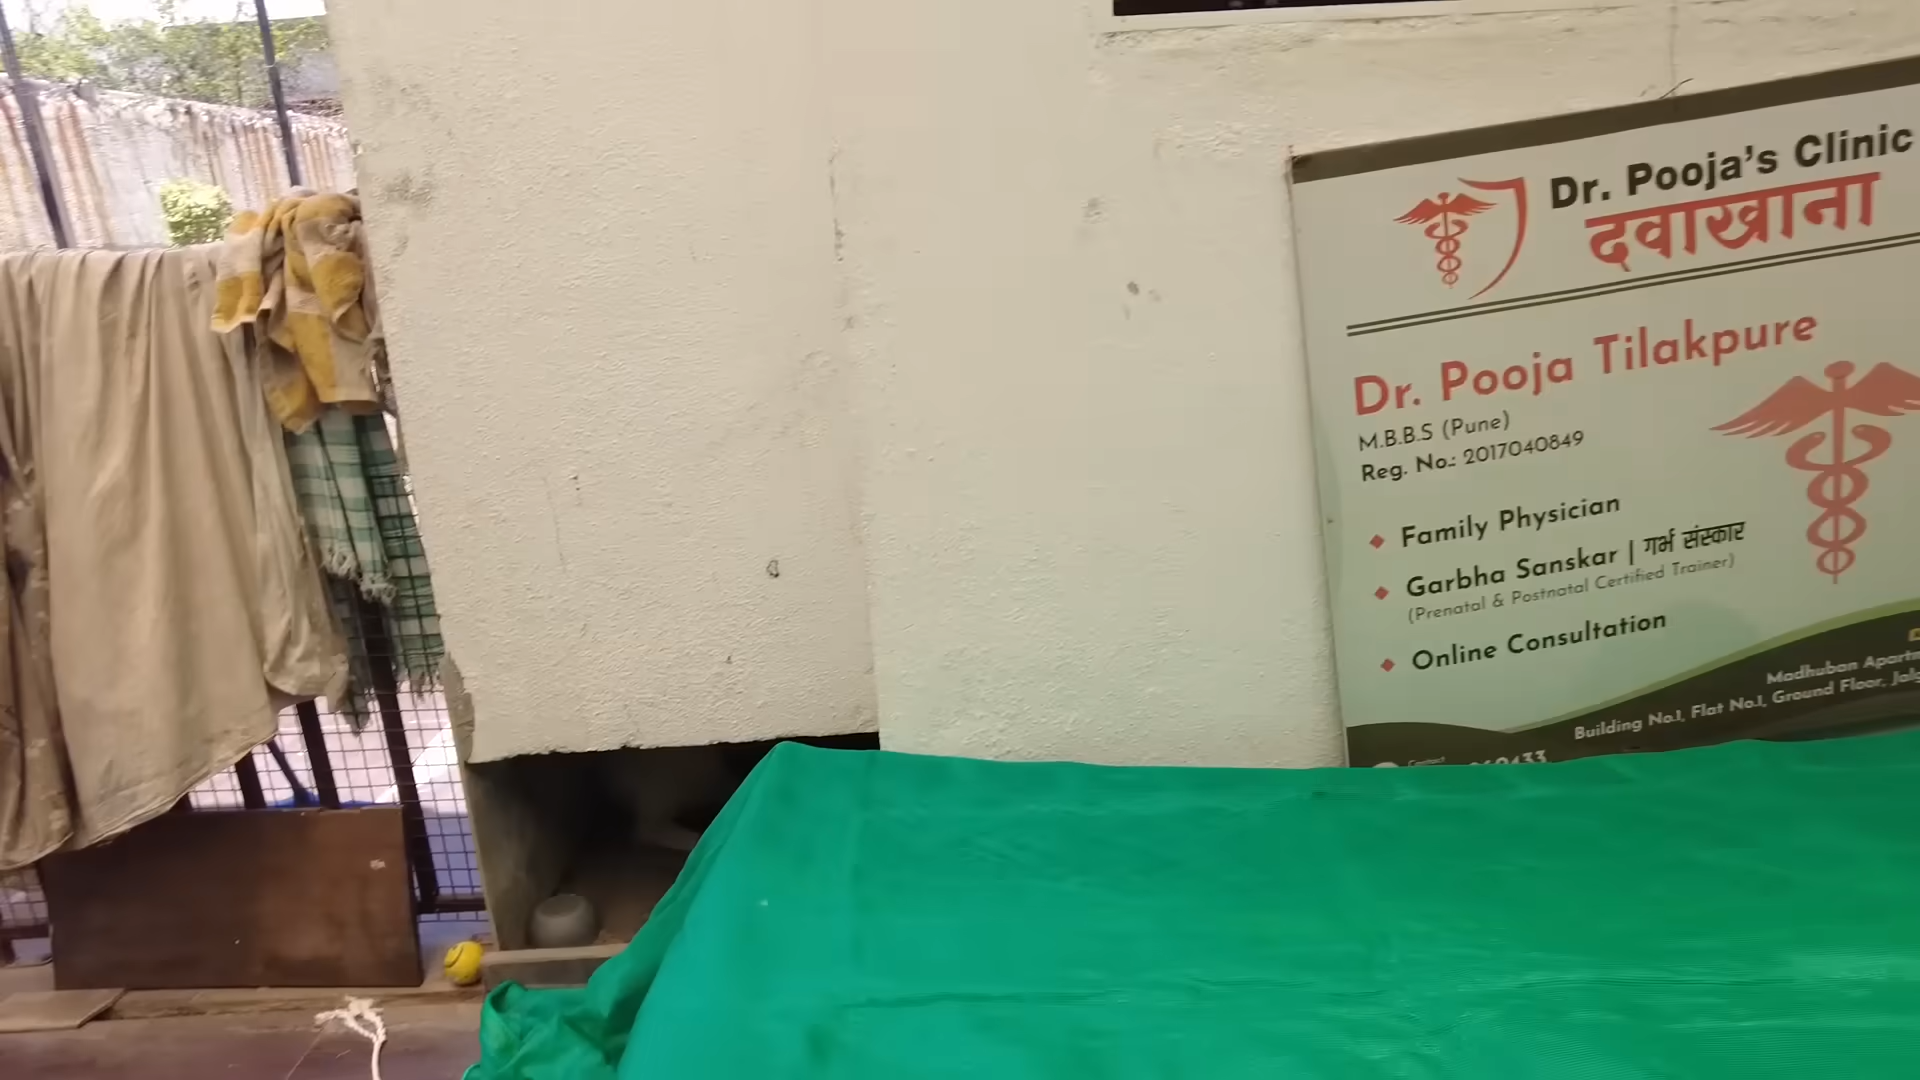 Dr. Pooja's Clinic
दवाखाना
Dr. Pooja Tilakpure
M.B.B.S (Pune)
Reg. No.: 2017040849
Family Physician
Garbha Sanskar | गर्भ संस्कार
(Prenatal & Postnatal Certified Trainer)
Online Consultation
Madhuban
Building No.1, Flat No.1, Ground Floor,
Contact